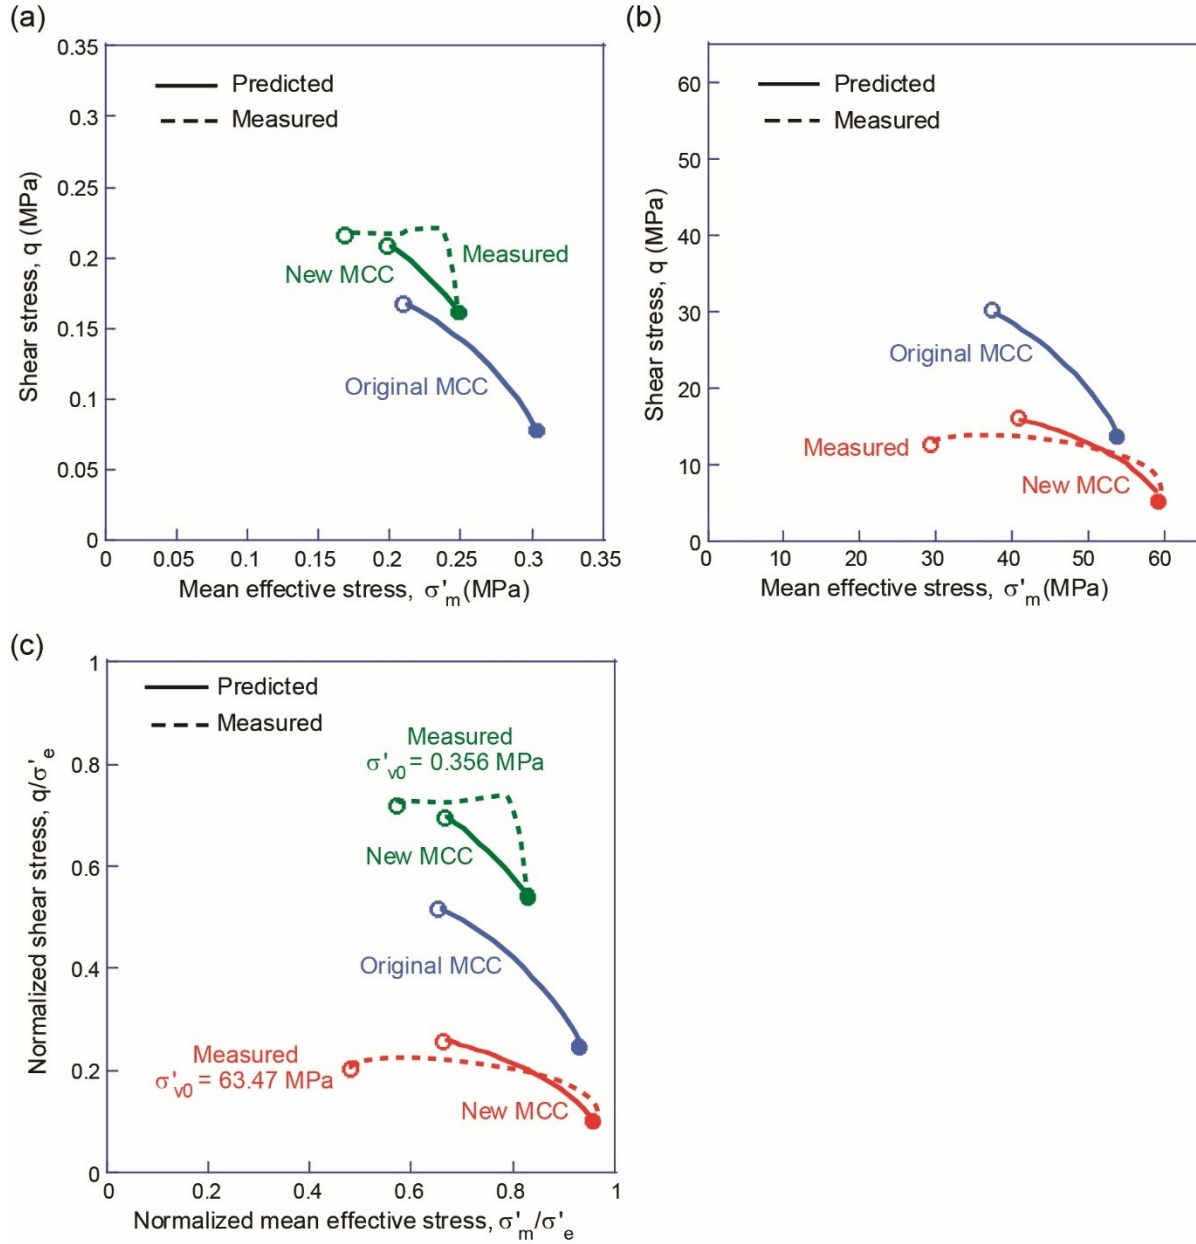 (a)
0.35
0.3
0.25
0.2
0.15
0.1
0.05
0
Shear stress, q (MPa)
Predicted
Measured
Measured
New MCC
Original MCC
0 0.05 0.1 0.15 0.2 0.25 0.3 0.35
Mean effective stress, σ'm (MPa)
(b)
60
50
40
30
20
10
0
Shear stress, q (MPa)
Predicted
Measured
Original MCC
Measured
New MCC
0 10 20 30 40 50 60
Mean effective stress, σ'm (MPa)
(c)
1
0.8
0.6
0.4
0.2
0
Normalized shear stress, q/σ'e
Predicted
Measured
Measured
σ'v0 = 0.356 MPa
New MCC
Original MCC
Measured
σ'v0 = 63.47 MPa
New MCC
0 0.2 0.4 0.6 0.8 1
Normalized mean effective stress, σ'm/σ'e